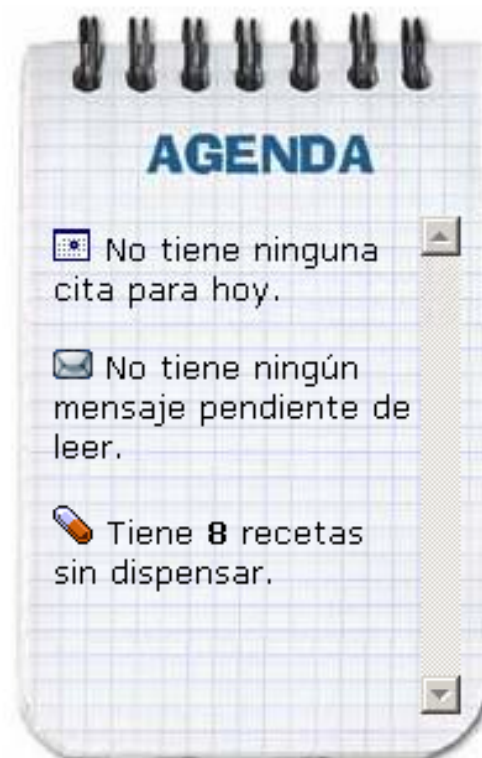 AGENDA
No tiene ninguna
cita para hoy.
No tiene ningún
mensaje pendiente de
leer.
Tiene 8 recetas
sin dispensar.